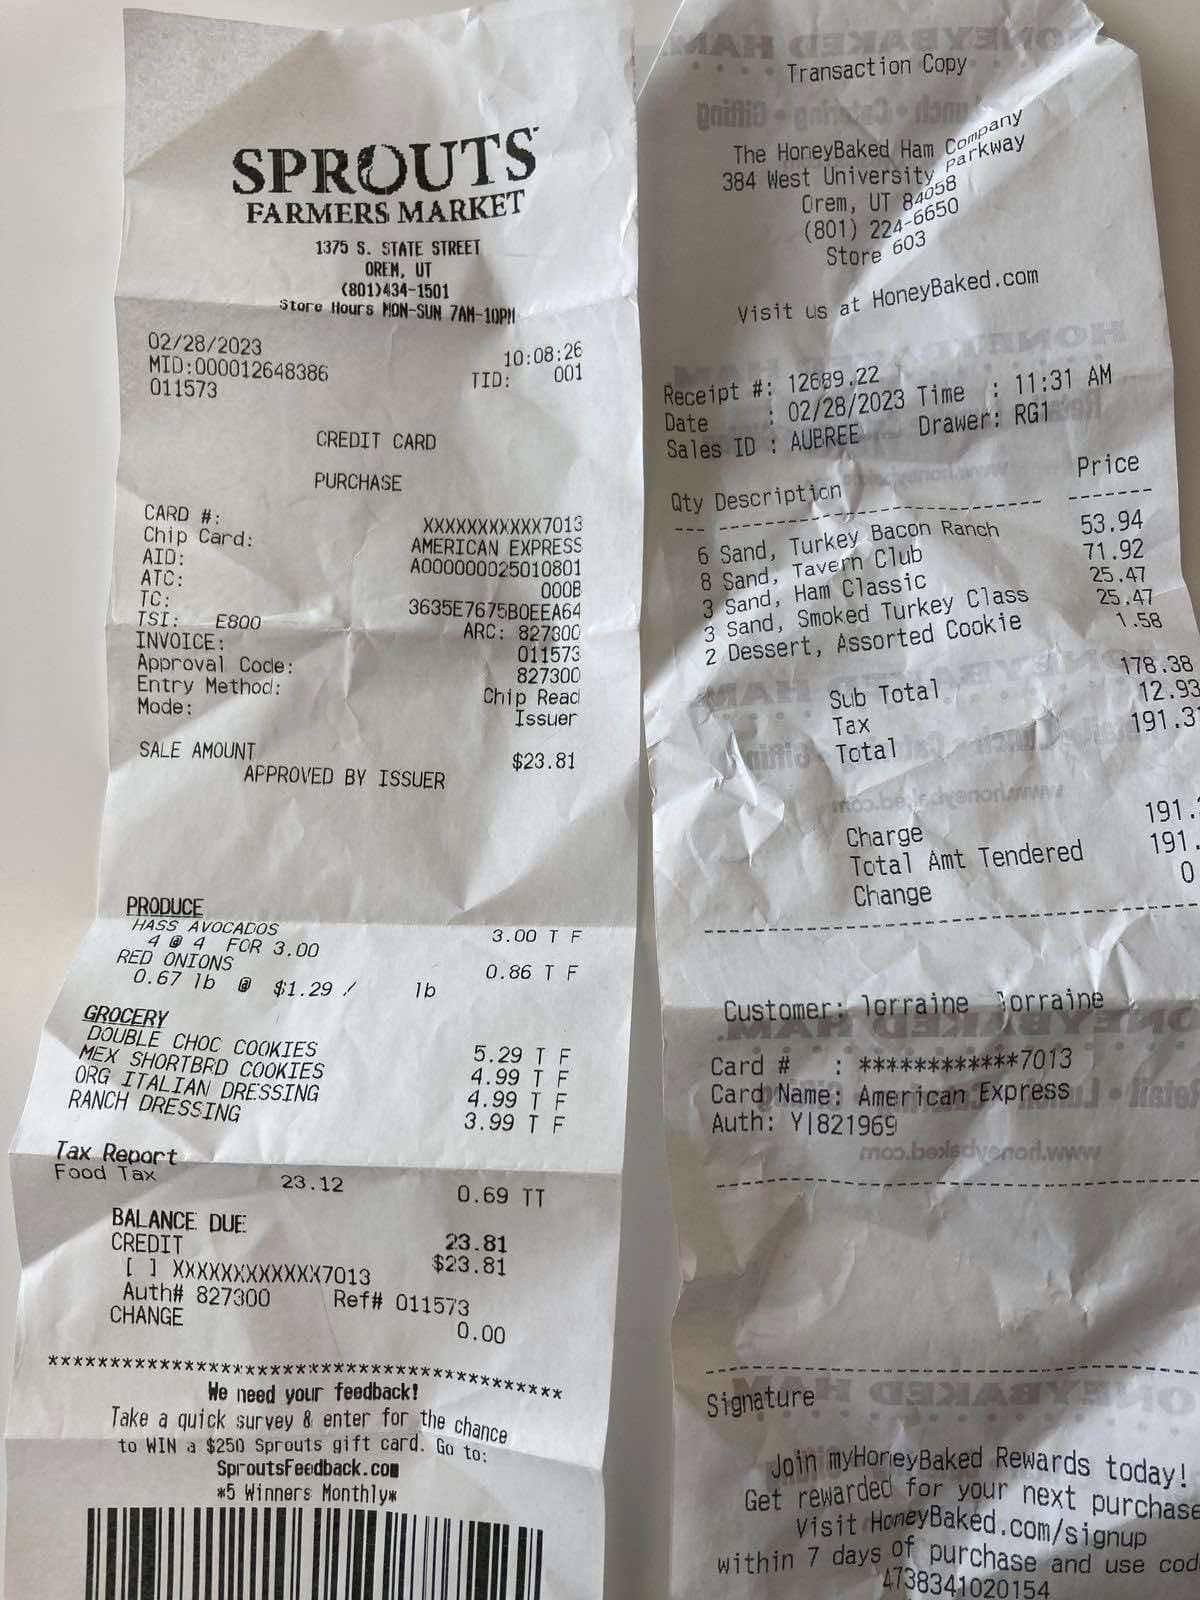 SPROUTS
FARMERS MARKET
1375 S. STATE STREET
OREM, UT
(801)434-1501
Store Hours MON-SUN 7AM-10PM
02/28/2023 10:08:26
MID:000012648386 TID: 001
011573
CREDIT CARD
PURCHASE
CARD #: XXXXXXXXXXX7013
Chip Card: AMERICAN EXPRESS
AID: A000000025010801
ATC: 000B
TC: 3635E7675B0EEA64
TSI: E800 ARC: 827300
INVOICE: 011573
Approval Code: 827300
Entry Method: Chip Read
Mode: Issuer
SALE AMOUNT $23.81
APPROVED BY ISSUER
PRODUCE
HASS AVOCADOS 3.00 T F
4 @ 4 FOR 3.00
RED ONIONS 0.86 T F
0.67 lb @ $1.29 / lb
GROCERY
DOUBLE CHOC COOKIES 5.29 T F
MEX SHORTBRD COOKIES 4.99 T F
ORG ITALIAN DRESSING 4.99 T F
RANCH DRESSING 3.99 T F
Tax Report
Food Tax 23.12 0.69 TT
BALANCE DUE 23.81
CREDIT $23.81
[ ] XXXXXXXXXXXX7013
Auth# 827300 Ref# 011573
CHANGE 0.00
******************************************
We need your feedback!
Take a quick survey & enter for the chance
to WIN a $250 Sprouts gift card. Go to:
SproutsFeedback.com
*5 Winners Monthly*
Transaction Copy
The HoneyBaked Ham Company
384 West University Parkway
Orem, UT 84058
(801) 224-6650
Store 603
Visit us at HoneyBaked.com
Receipt #: 12689.22
Date : 02/28/2023 Time : 11:31 AM
Sales ID : AUBREE Drawer: RG1
Qty Description Price
6 Sand, Turkey Bacon Ranch 53.94
8 Sand, Tavern Club 71.92
3 Sand, Ham Classic 25.47
3 Sand, Smoked Turkey Class 25.47
2 Dessert, Assorted Cookie 1.58
Sub Total 178.38
Tax 12.93
Total 191.31
Charge 191.
Total Amt Tendered 191.
Change 0
Customer: lorraine lorraine
Card # : ************7013
Card Name: American Express
Auth: Y|821969
Signature
Join myHoneyBaked Rewards today!
Get rewarded for your next purchase
Visit HoneyBaked.com/signup
within 7 days of purchase and use cod
4738341020154